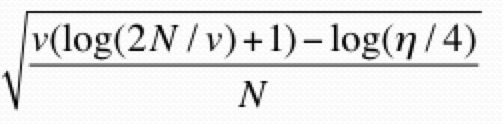 √((v(log(2N / v) + 1) – log(η / 4)) / N)